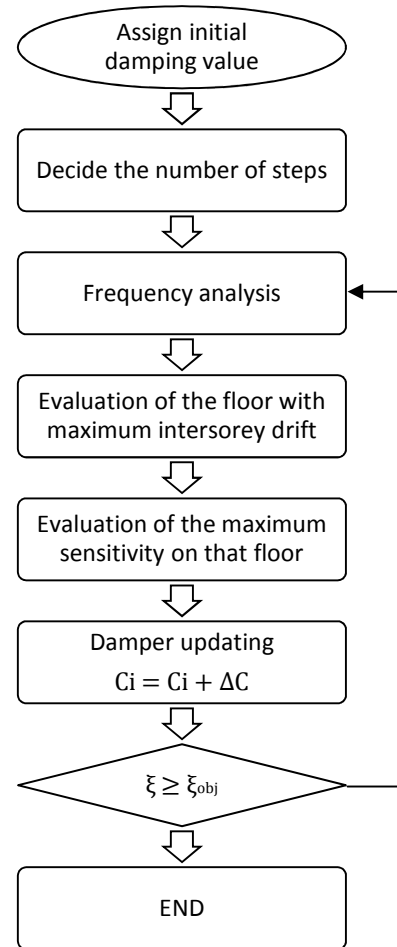 Assign initial
damping value
Decide the number of steps
Frequency analysis
Evaluation of the floor with
maximum intersorey drift
Evaluation of the maximum
sensitivity on that floor
Damper updating
Ci = Ci + ΔC
ξ ≥ ξobj
END